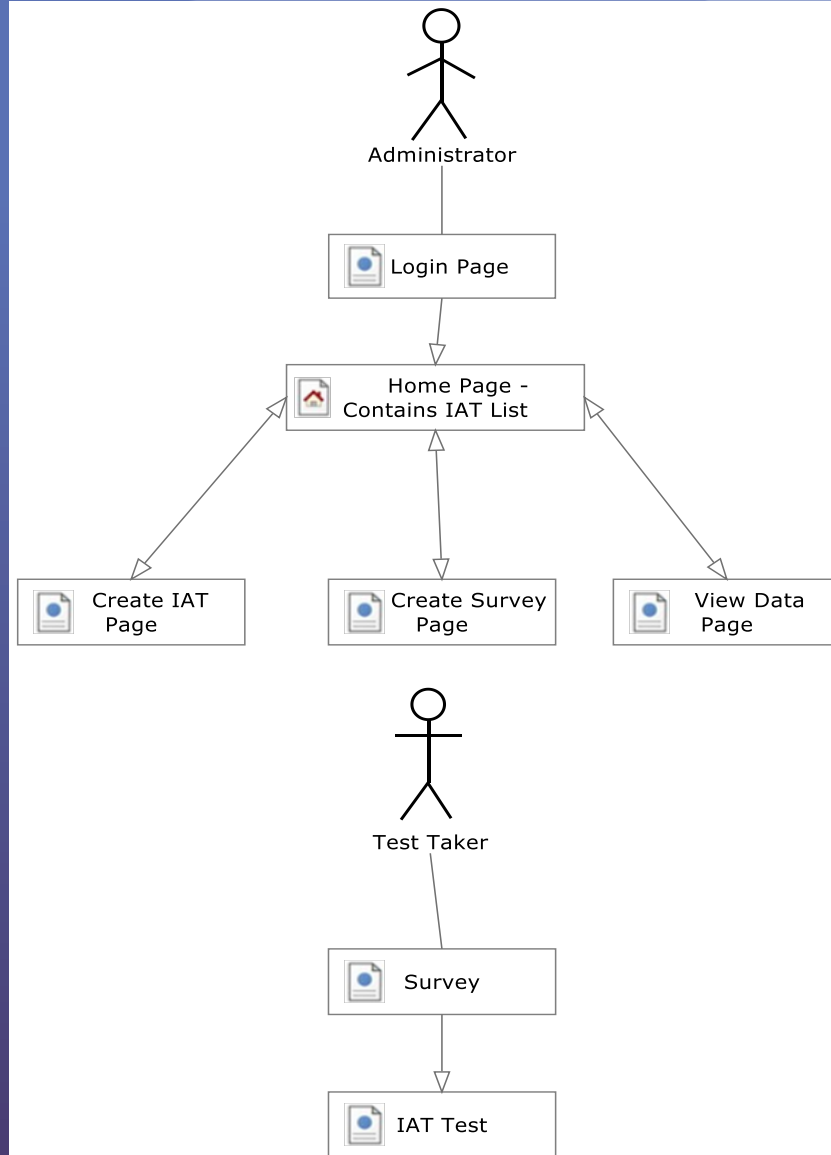 Administrator
Login Page
Home Page -
Contains IAT List
Create IAT
Page
Create Survey
Page
View Data
Page
Test Taker
Survey
IAT Test